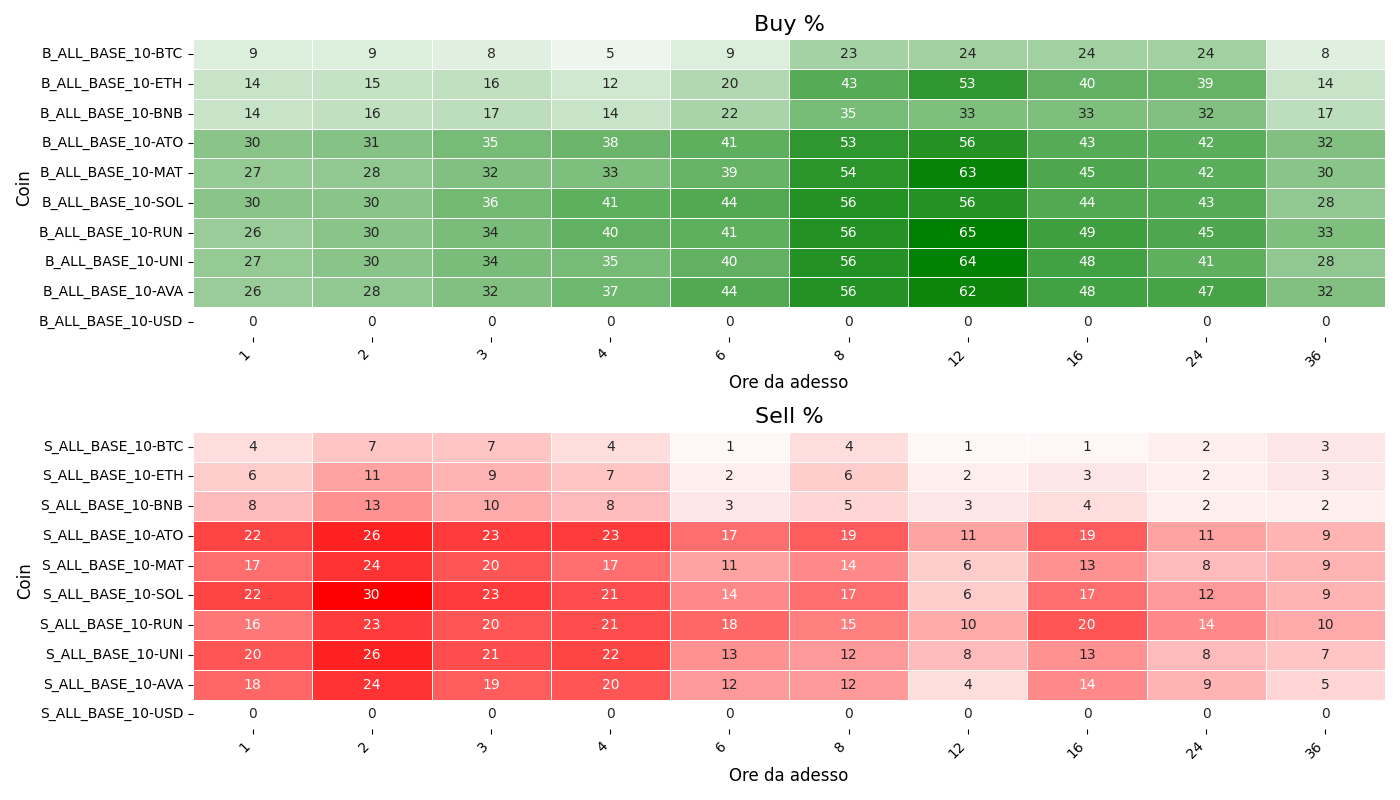 Buy %
Coin
B_ALL_BASE_10-BTC 9 9 8 5 9 23 24 24 24 8
B_ALL_BASE_10-ETH 14 15 16 12 20 43 53 40 39 14
B_ALL_BASE_10-BNB 14 16 17 14 22 35 33 33 32 17
B_ALL_BASE_10-ATO 30 31 35 38 41 53 56 43 42 32
B_ALL_BASE_10-MAT 27 28 32 33 39 54 63 45 42 30
B_ALL_BASE_10-SOL 30 30 36 41 44 56 56 44 43 28
B_ALL_BASE_10-RUN 26 30 34 40 41 56 65 49 45 33
B_ALL_BASE_10-UNI 27 30 34 35 40 56 64 48 41 28
B_ALL_BASE_10-AVA 26 28 32 37 44 56 62 48 47 32
B_ALL_BASE_10-USD 0 0 0 0 0 0 0 0 0 0
1 2 3 4 6 8 12 16 24 36
Ore da adesso
Sell %
Coin
S_ALL_BASE_10-BTC 4 7 7 4 1 4 1 1 2 3
S_ALL_BASE_10-ETH 6 11 9 7 2 6 2 3 2 3
S_ALL_BASE_10-BNB 8 13 10 8 3 5 3 4 2 2
S_ALL_BASE_10-ATO 22 26 23 23 17 19 11 19 11 9
S_ALL_BASE_10-MAT 17 24 20 17 11 14 6 13 8 9
S_ALL_BASE_10-SOL 22 30 23 21 14 17 6 17 12 9
S_ALL_BASE_10-RUN 16 23 20 21 18 15 10 20 14 10
S_ALL_BASE_10-UNI 20 26 21 22 13 12 8 13 8 7
S_ALL_BASE_10-AVA 18 24 19 20 12 12 4 14 9 5
S_ALL_BASE_10-USD 0 0 0 0 0 0 0 0 0 0
1 2 3 4 6 8 12 16 24 36
Ore da adesso